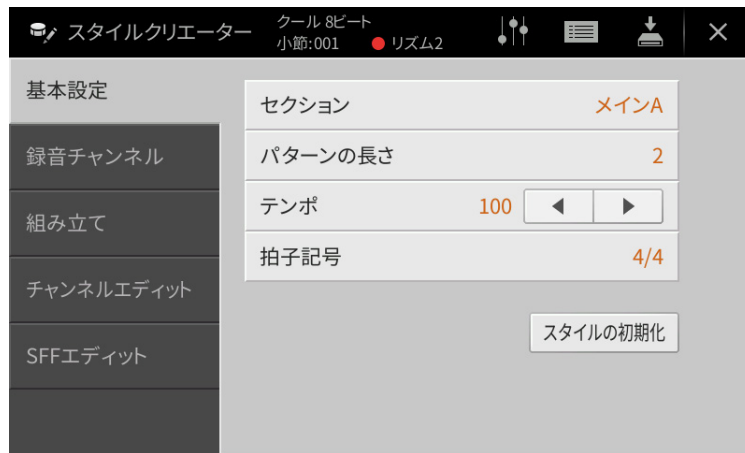 スタイルクリエーター
クール 8ビート
小節:001 リズム2
基本設定
録音チャンネル
組み立て
チャンネルエディット
SFFエディット
セクション メインA
パターンの長さ 2
テンポ 100
拍子記号 4/4
スタイルの初期化